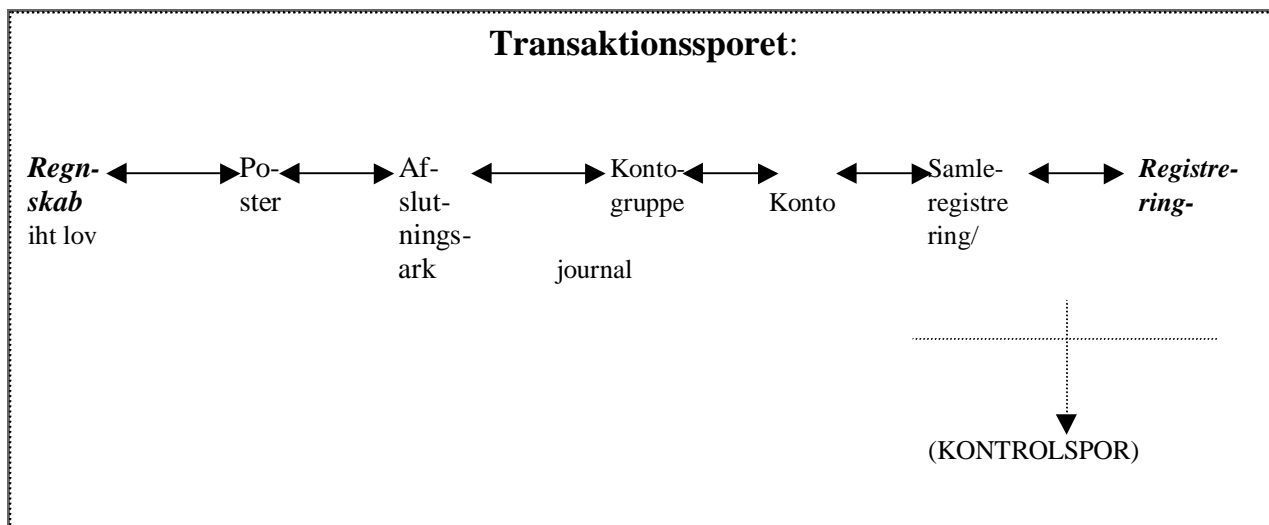 Transaktionssporet:
Regn-
skab
iht lov
Po-
ster
Af-
slut-
nings-
ark
Konto-
gruppe
Konto
Samle-
registre
ring/
journal
Registre-
ring-
(KONTROLSPOR)